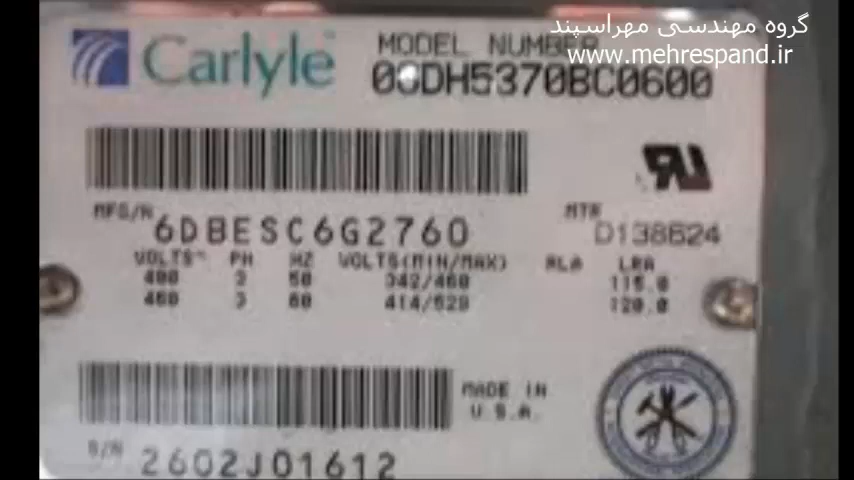 گروه مهندسی مهراسپند
www.mehrespand.ir
Carlyle
MODEL NUMBER
06DH5370BC0600
MFG/N
6DBESC6G2760
MTR
D138624
VOLTS PH HZ VOLTS(MIN/MAX) RLA LRA
400 3 50 342/460 115.0
460 3 60 414/528 120.0
MADE IN
U.S.A.
S/N
2602J01612